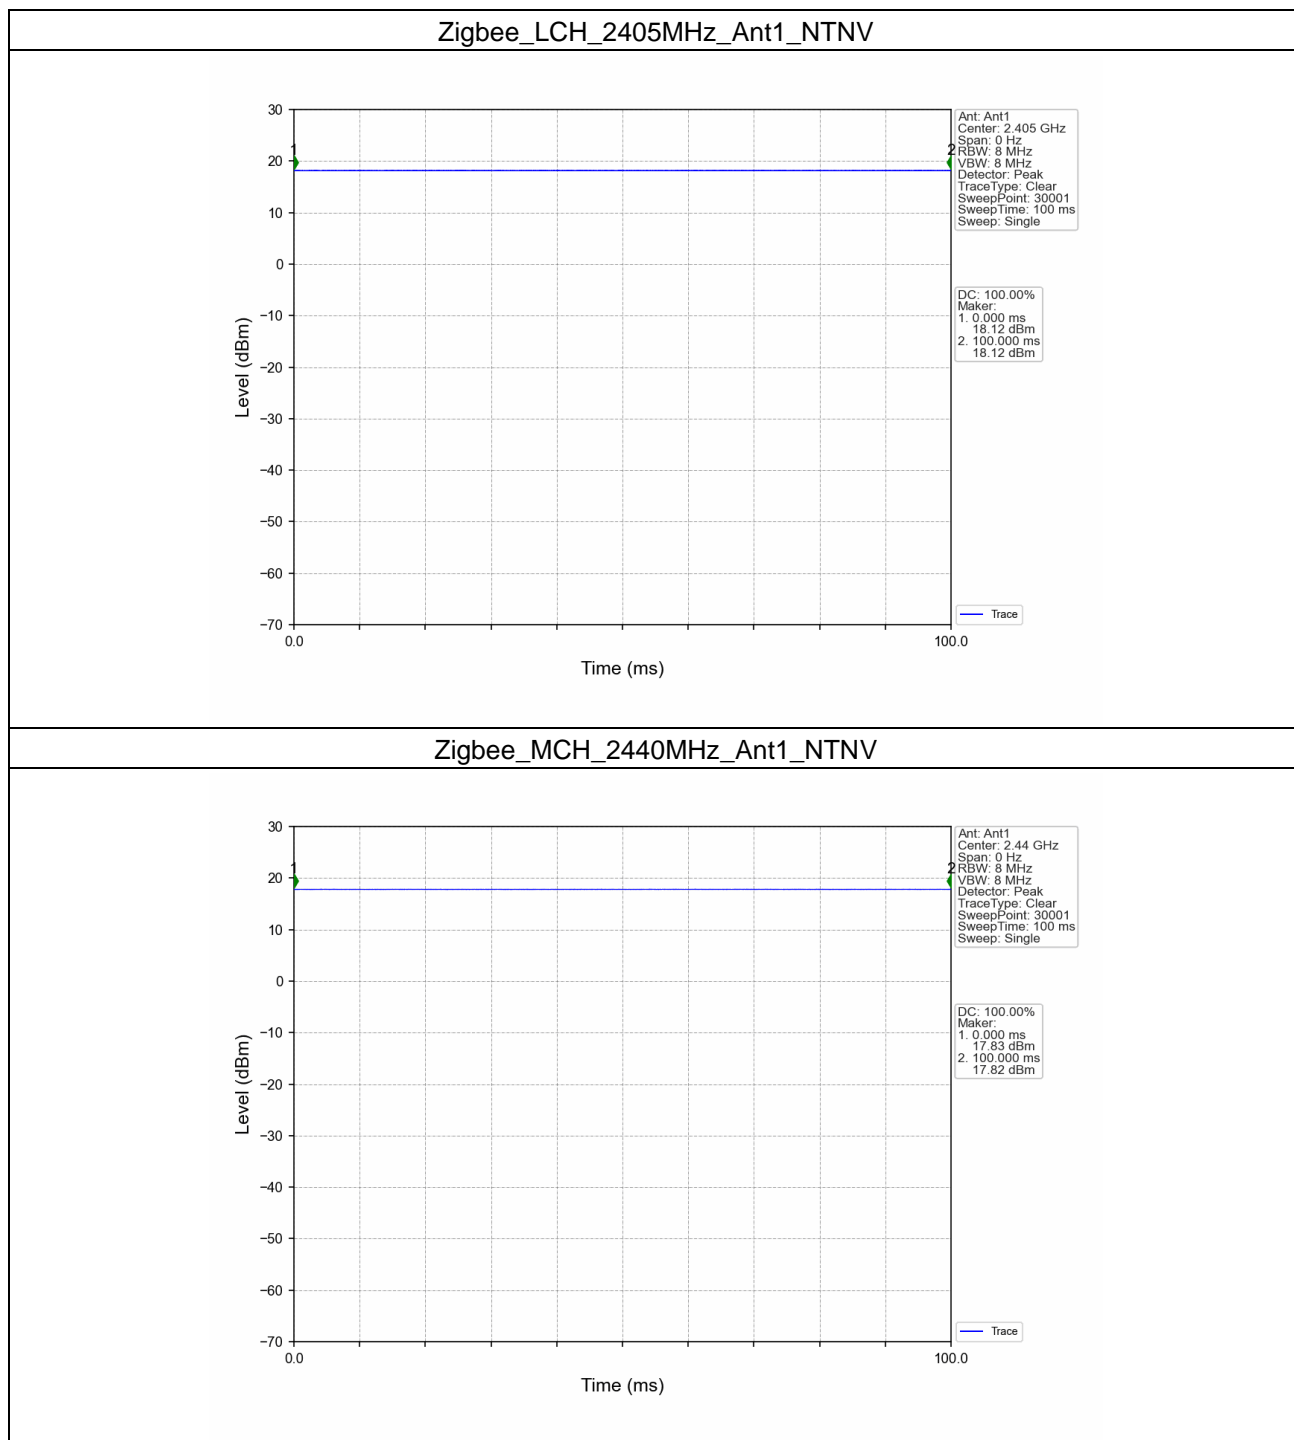 Zigbee_LCH_2405MHz_Ant1_NTNV
30
20
10
0
−10
−20
−30
−40
−50
−60
−70
Level (dBm)
1
2
0.0
100.0
Time (ms)
Ant: Ant1
Center: 2.405 GHz
Span: 0 Hz
RBW: 8 MHz
VBW: 8 MHz
Detector: Peak
TraceType: Clear
SweepPoint: 30001
SweepTime: 100 ms
Sweep: Single
DC: 100.00%
Maker:
1. 0.000 ms
18.12 dBm
2. 100.000 ms
18.12 dBm
Trace
Zigbee_MCH_2440MHz_Ant1_NTNV
30
20
10
0
−10
−20
−30
−40
−50
−60
−70
Level (dBm)
1
2
0.0
100.0
Time (ms)
Ant: Ant1
Center: 2.44 GHz
Span: 0 Hz
RBW: 8 MHz
VBW: 8 MHz
Detector: Peak
TraceType: Clear
SweepPoint: 30001
SweepTime: 100 ms
Sweep: Single
DC: 100.00%
Maker:
1. 0.000 ms
17.83 dBm
2. 100.000 ms
17.82 dBm
Trace